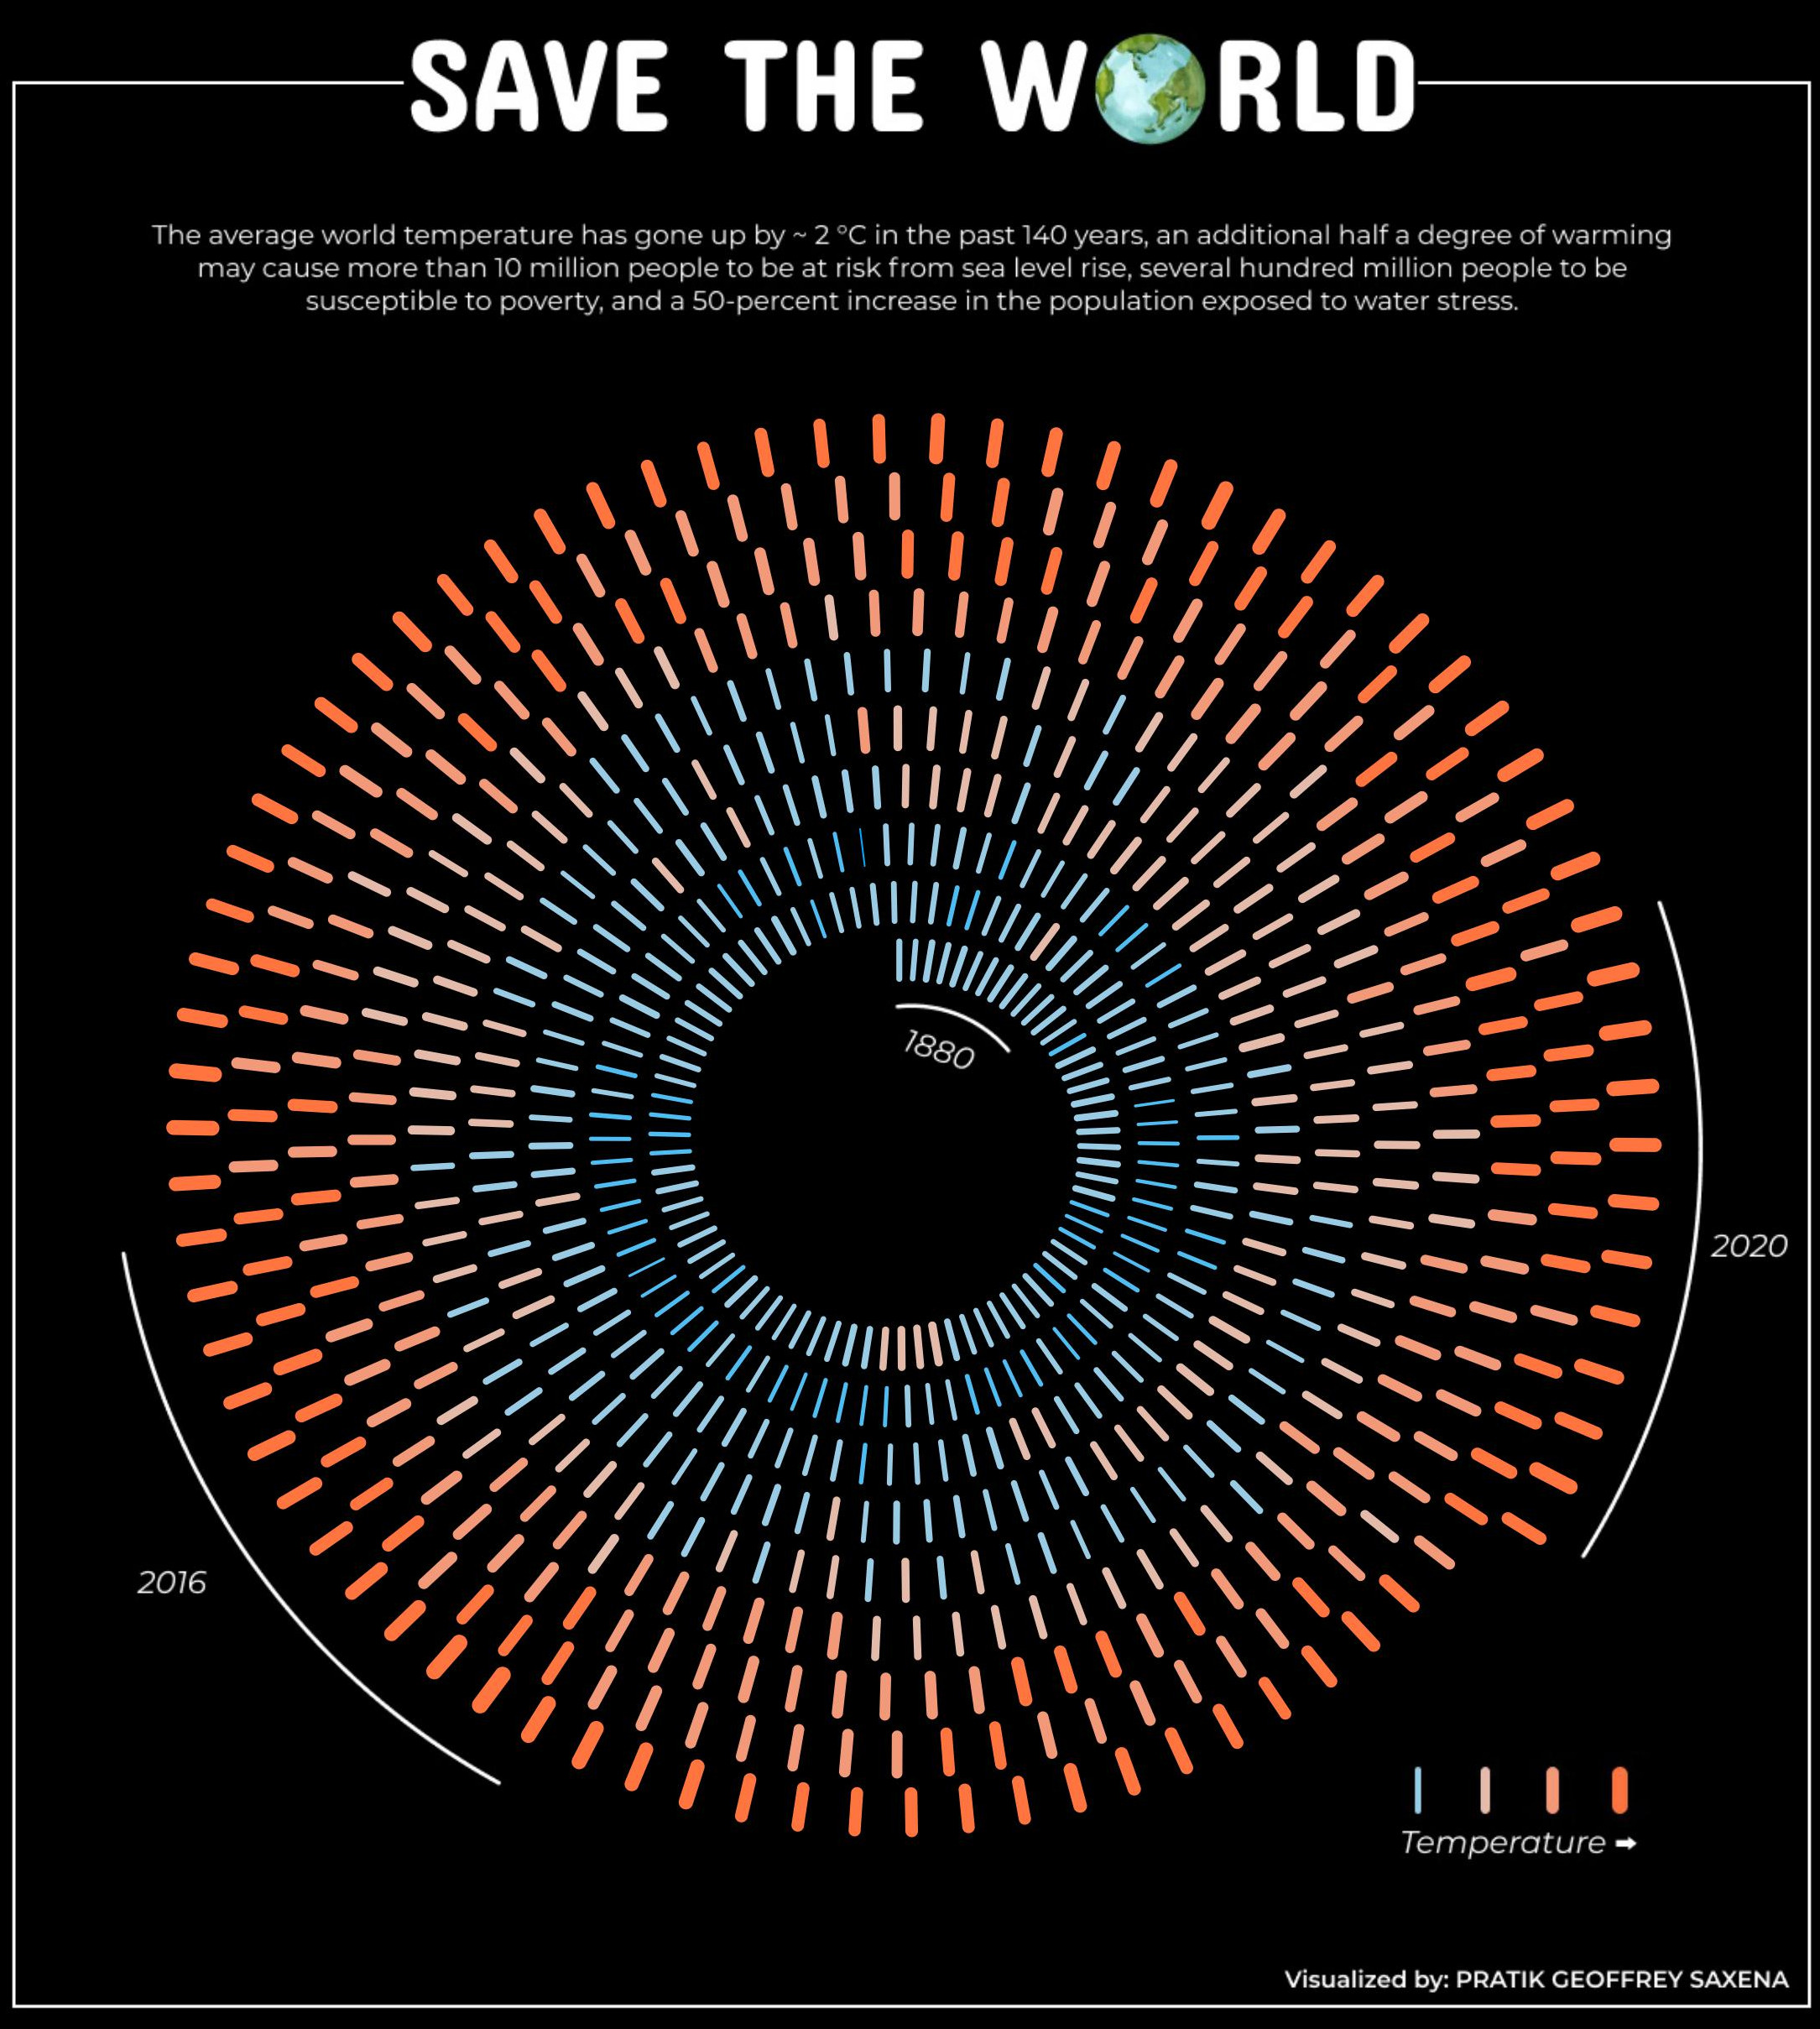 SAVE THE WORLD
The average world temperature has gone up by ~ 2 °C in the past 140 years, an additional half a degree of warming
may cause more than 10 million people to be at risk from sea level rise, several hundred million people to be
susceptible to poverty, and a 50-percent increase in the population exposed to water stress.
1880
2020
2016
Temperature ➡
Visualized by: PRATIK GEOFFREY SAXENA